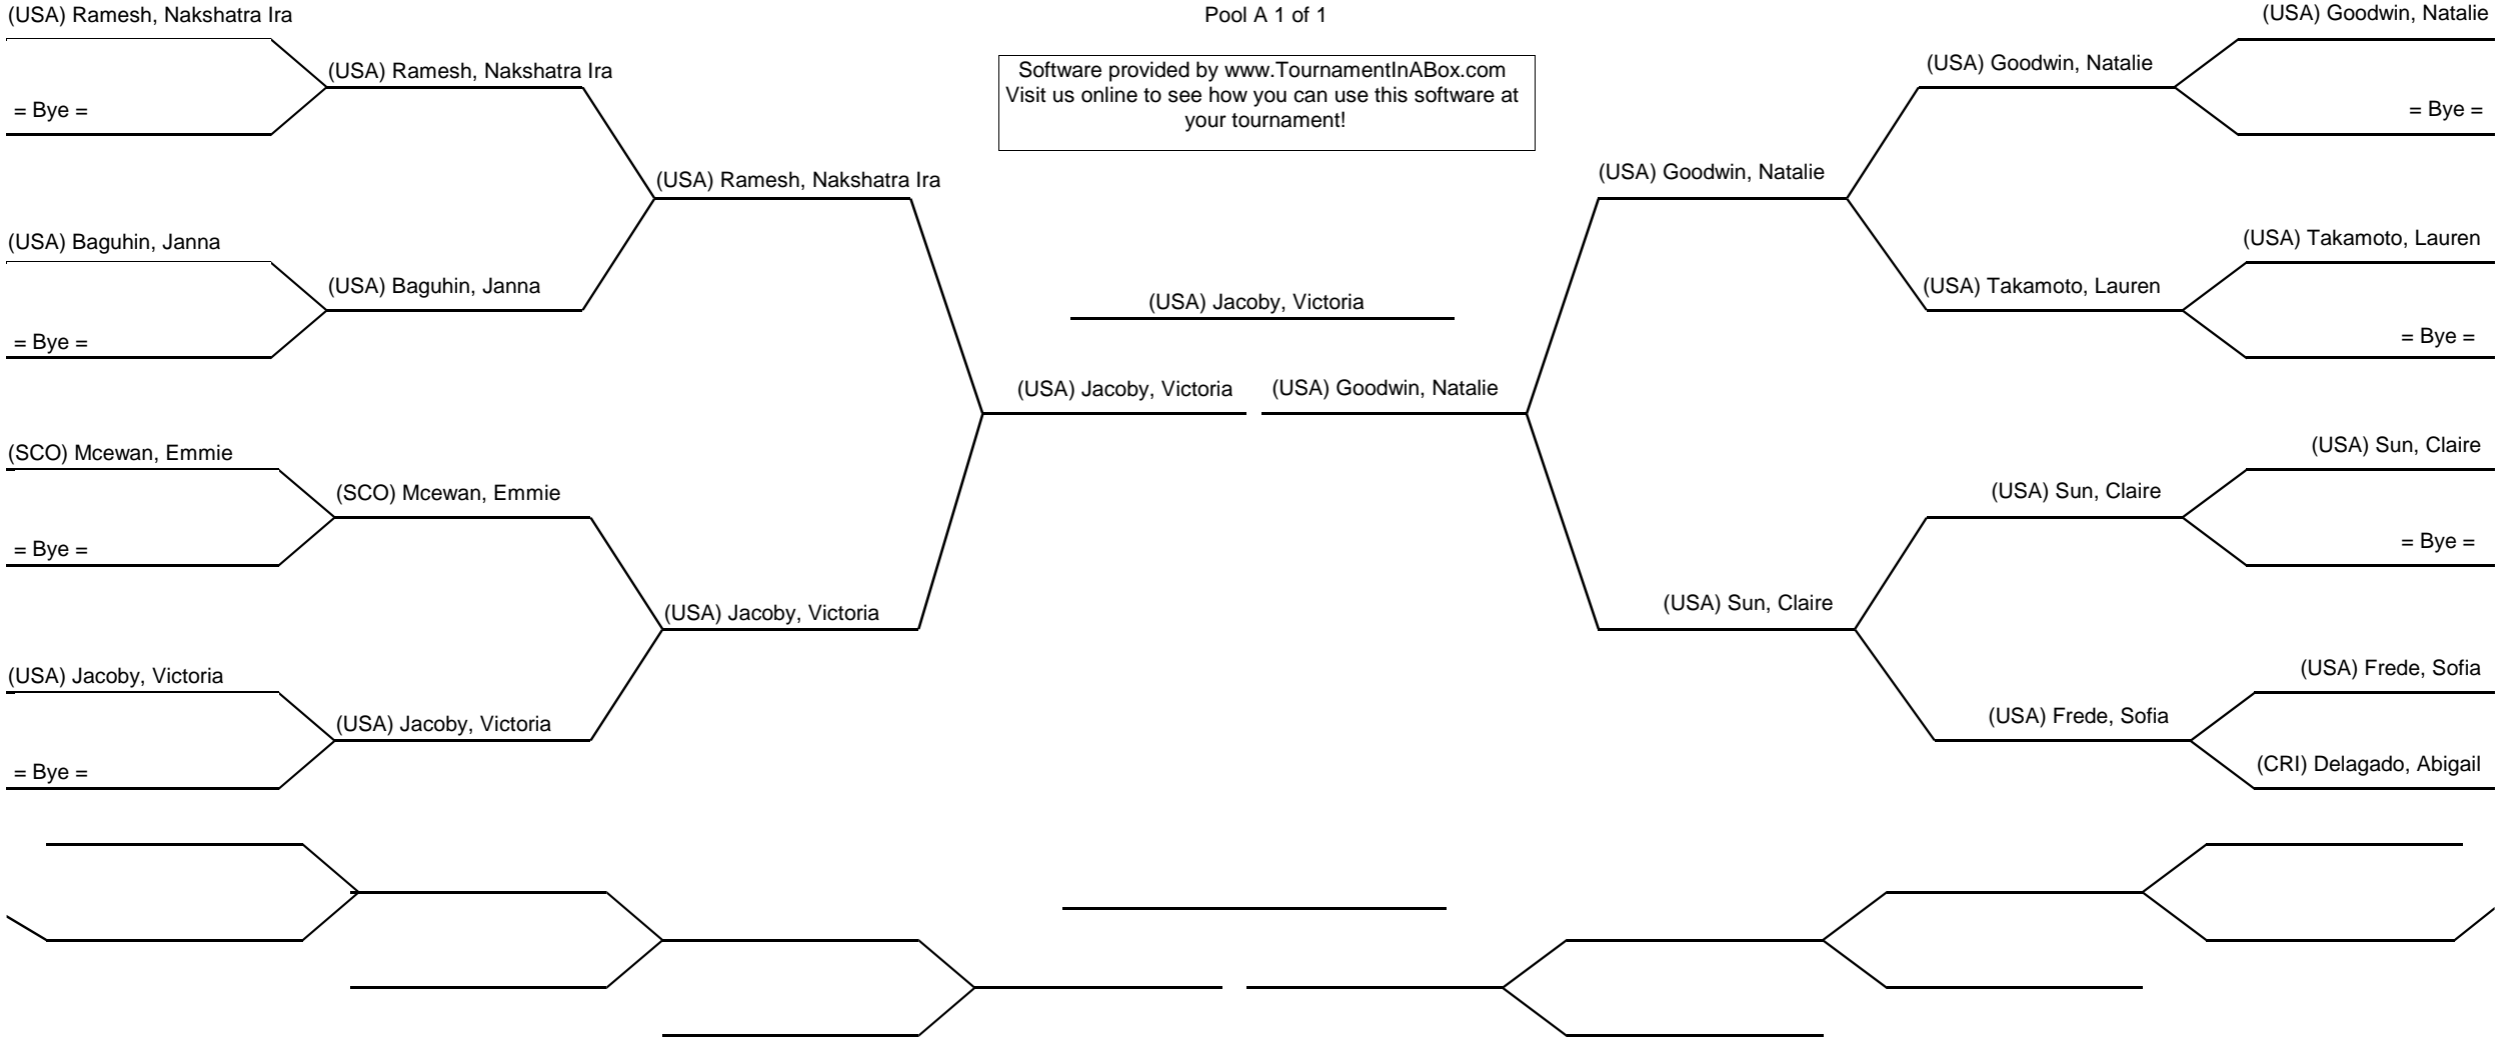 (USA) Ramesh, Nakshatra Ira
= Bye =
(USA) Baguhin, Janna
= Bye =
(SCO) Mcewan, Emmie
= Bye =
(USA) Jacoby, Victoria
= Bye =
(USA) Ramesh, Nakshatra Ira
(USA) Baguhin, Janna
(SCO) Mcewan, Emmie
(USA) Jacoby, Victoria
(USA) Ramesh, Nakshatra Ira
(USA) Jacoby, Victoria
Pool A 1 of 1
Software provided by www.TournamentInABox.com
Visit us online to see how you can use this software at
your tournament!
(USA) Jacoby, Victoria
(USA) Jacoby, Victoria
(USA) Goodwin, Natalie
(USA) Goodwin, Natalie
(USA) Sun, Claire
(USA) Goodwin, Natalie
(USA) Takamoto, Lauren
(USA) Sun, Claire
(USA) Frede, Sofia
(USA) Goodwin, Natalie
= Bye =
(USA) Takamoto, Lauren
= Bye =
(USA) Sun, Claire
= Bye =
(USA) Frede, Sofia
(CRI) Delagado, Abigail